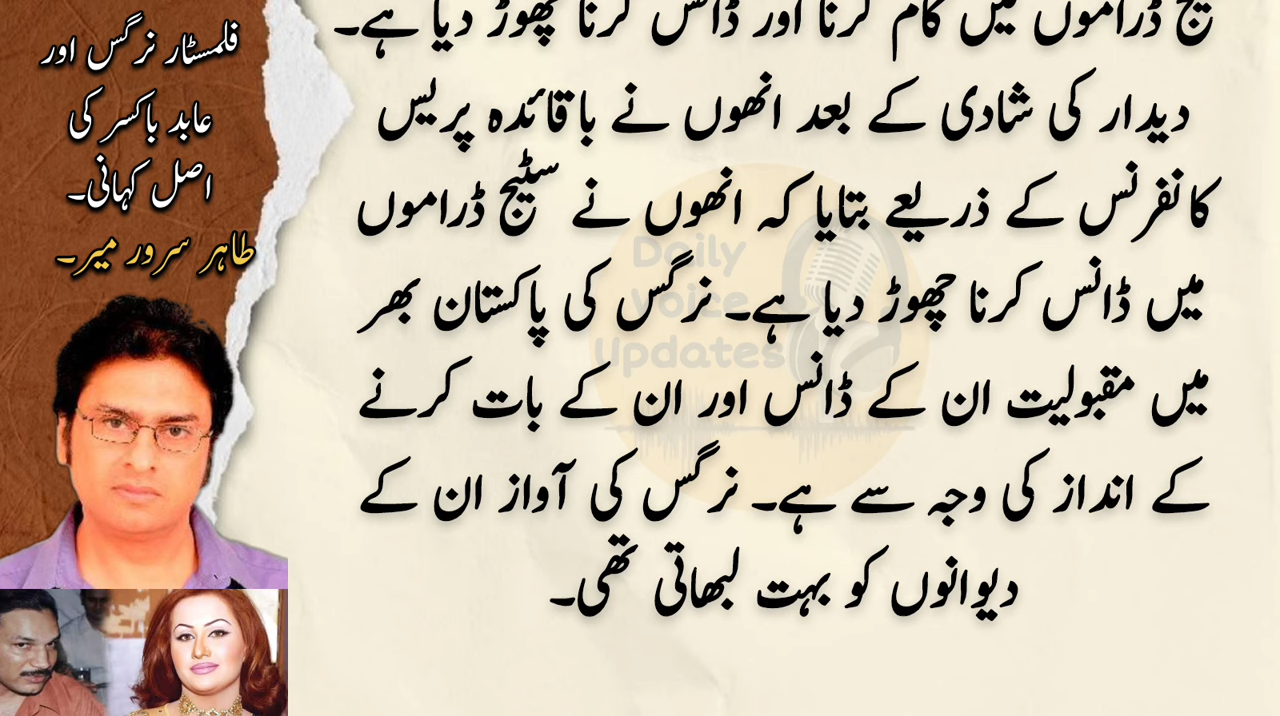 فلمسٹار نرگس اور
عابد باکسر کی
اصل کہانی۔
طاہر سرور میر۔
ڈراموں میں کام کرنا اور ڈانس کرنا چھوڑ دیا ہے۔
دیدار کی شادی کے بعد انھوں نے باقائدہ پریس
کانفرنس کے ذریعے بتایا کہ انھوں نے سٹیج ڈراموں
میں ڈانس کرنا چھوڑ دیا ہے۔ نرگس کی پاکستان بھر
میں مقبولیت ان کے ڈانس اور ان کے بات کرنے
کے انداز کی وجہ سے ہے۔ نرگس کی آواز ان کے
دیوانوں کو بہت لبھاتی تھی۔
Daily
Voice
Updates